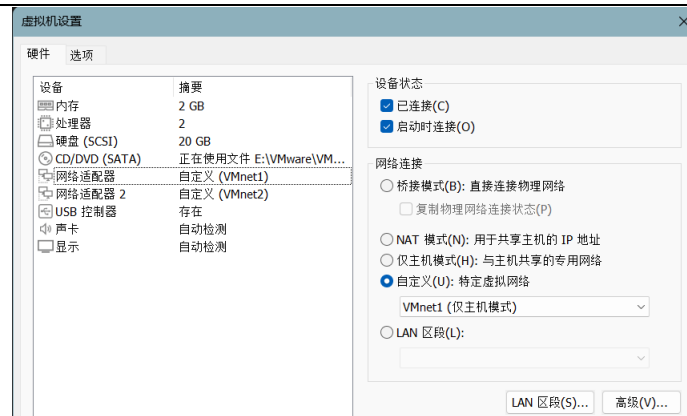 虚拟机设置
硬件 选项
设备 摘要
内存 2 GB
处理器 2
硬盘 (SCSI) 20 GB
CD/DVD (SATA) 正在使用文件 E:\VMware\VM...
网络适配器 自定义 (VMnet1)
网络适配器 2 自定义 (VMnet2)
USB 控制器 存在
声卡 自动检测
显示 自动检测
设备状态
已连接(C)
启动时连接(O)
网络连接
桥接模式(B): 直接连接物理网络
复制物理网络连接状态(P)
NAT 模式(N): 用于共享主机的 IP 地址
仅主机模式(H): 与主机共享的专用网络
自定义(U): 特定虚拟网络
VMnet1 (仅主机模式)
LAN 区段(L):
LAN 区段(S)... 高级(V)...